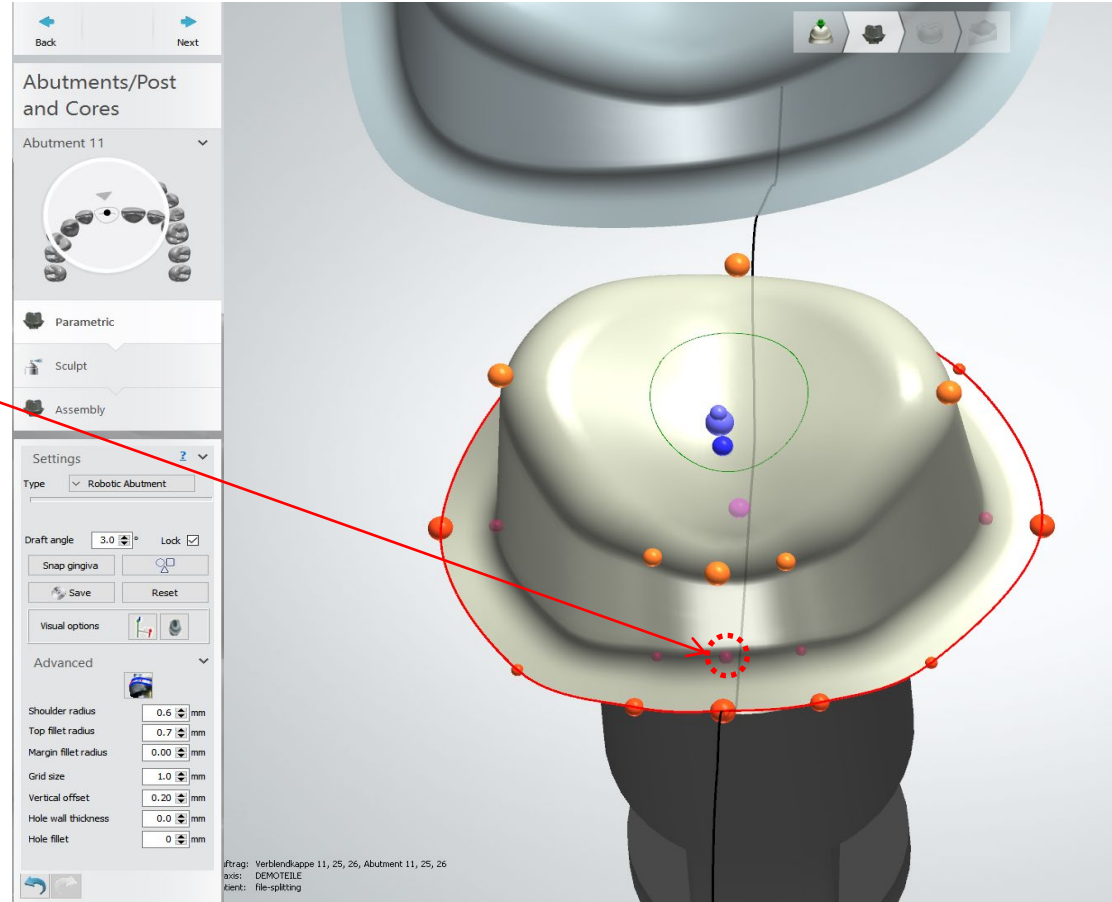 Back Next
Abutments/Post
and Cores
Abutment 11
Parametric
Sculpt
Assembly
Settings ?
Type Robotic Abutment
Draft angle 3.0 ° Lock
Snap gingiva
Save Reset
Visual options
Advanced
Shoulder radius 0.6 mm
Top fillet radius 0.7 mm
Margin fillet radius 0.00 mm
Grid size 1.0 mm
Vertical offset 0.20 mm
Hole wall thickness 0.0 mm
Hole fillet 0 mm
uftrag: Verblendkappe 11, 25, 26, Abutment 11, 25, 26
axis: DEMOTEILE
tient: file-splitting